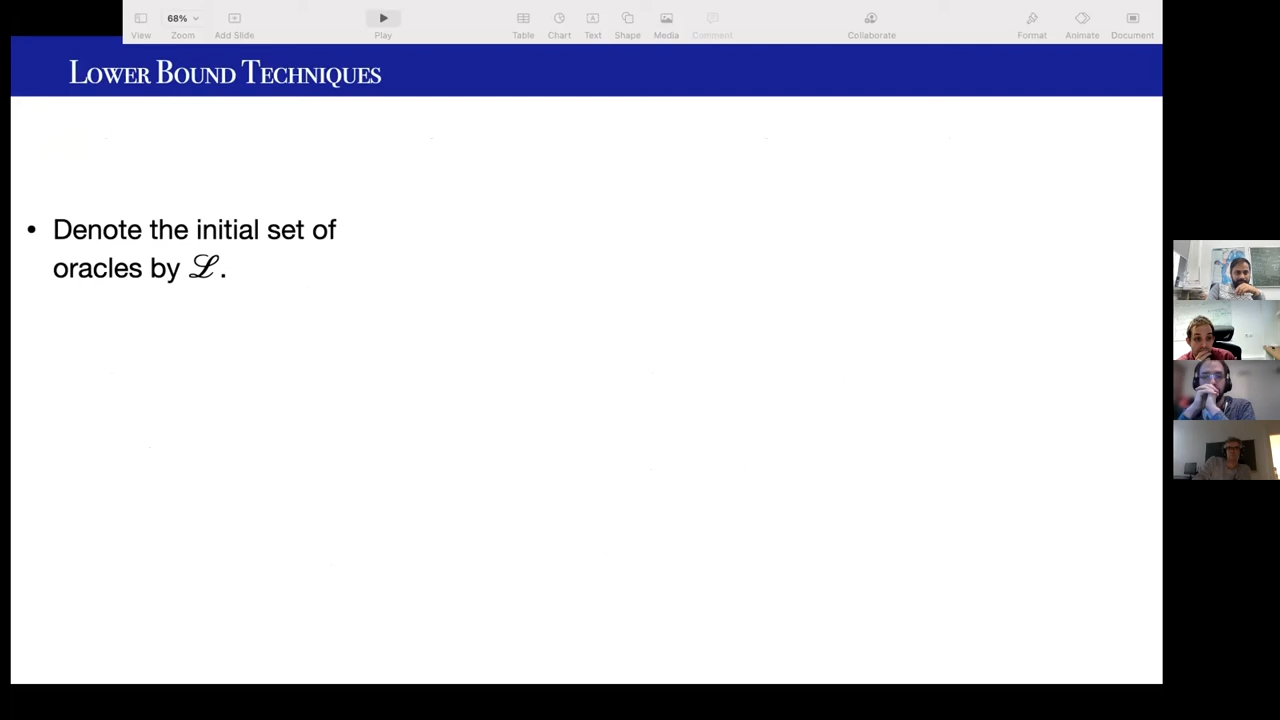 68%
View
Zoom
Add Slide
Play
Table
Chart
Text
Shape
Media
Comment
Collaborate
Format
Animate
Document
LOWER BOUND TECHNIQUES
• Denote the initial set of
oracles by ℒ.